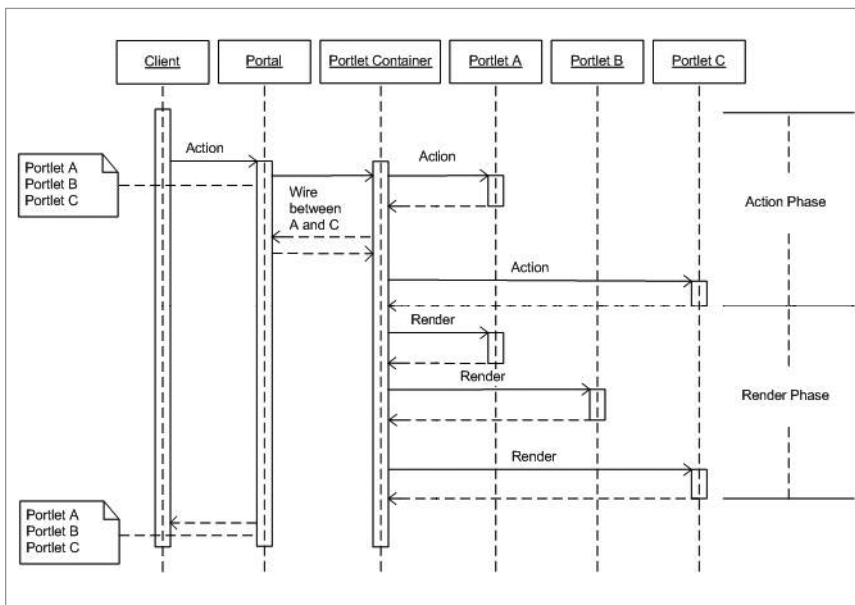 Client
Portal
Portlet Container
Portlet A
Portlet B
Portlet C
Action
Portlet A
Portlet B
Portlet C
Action
Wire
between
A and C
Action Phase
Action
Render
Render
Render Phase
Render
Portlet A
Portlet B
Portlet C